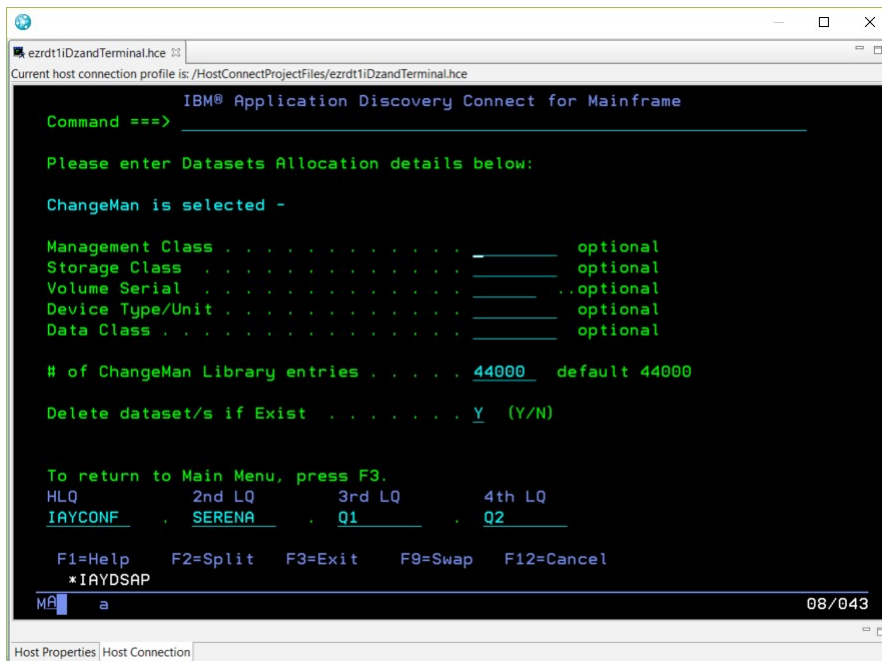 ezrdt1iDzandTerminal.hce
Current host connection profile is: /HostConnectProjectFiles/ezrdt1iDzandTerminal.hce
IBM® Application Discovery Connect for Mainframe
Command ===>
Please enter Datasets Allocation details below:
ChangeMan is selected -
Management Class . . . . . . . . . . . . optional
Storage Class . . . . . . . . . . . . . optional
Volume Serial . . . . . . . . . . . . . ..optional
Device Type/Unit . . . . . . . . . . . . optional
Data Class . . . . . . . . . . . . . . . optional
# of ChangeMan Library entries . . . . . 44000 default 44000
Delete dataset/s if Exist . . . . . . . Y (Y/N)
To return to Main Menu, press F3.
HLQ 2nd LQ 3rd LQ 4th LQ
IAYCONF . SERENA . Q1 . Q2
F1=Help F2=Split F3=Exit F9=Swap F12=Cancel
*IAYDSAP
MA a 08/043
Host Properties Host Connection